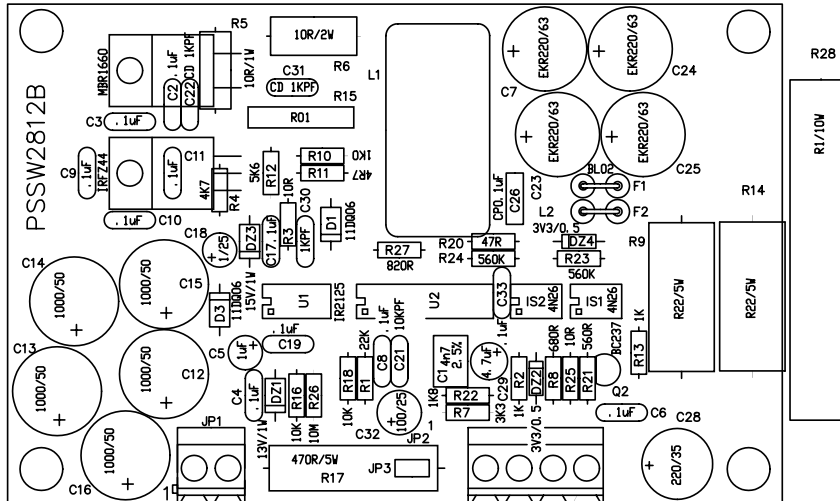 PSSW2812B
MBR1660
R5
10R/1W
C2
.1uF
C22
CD 1KPF
C3
.1uF
10R/2W
R6
C31
CD 1KPF
R15
R01
L1
EKR220/63
C7
EKR220/63
C24
EKR220/63
C23
EKR220/63
C25
R28
R1/10W
C9
.1uF
IRFZ44
C11
.1uF
4K7
R4
C10
.1uF
5K6
R12
R10
1K0
R11
4R7
10R
R3
C30
1KPF
D1
11DQ06
C18
1/25
DZ3
15V/1W
C17
.1uF
CP0.1uF
C26
BL02
F1
L2
F2
3V3/0.5
DZ4
R20
47R
R24
560K
R23
560K
R27
820R
R9
R22/5W
R14
R22/5W
C14
1000/50
C15
1000/50
D3
11DQ06
U1
IR2125
U2
C33
.1uF
IS2
4N26
IS1
4N26
C13
1000/50
C12
1000/50
C5
1uF
C19
.1uF
C4
.1uF
DZ1
13V/1W
R16
10K
R26
10M
22K
R18
10K
R1
C8
.1uF
C21
10KPF
C1
4n7
2.5%
4.7uF
C29
R22
1K8
R7
3K3
R2
1K
DZ2
3V3/0.5
680R
R8
10R
R25
560R
R21
BC237
Q2
1K
R13
C6
.1uF
C32
100/25
1
JP2
C16
1000/50
JP1
1
470R/5W
R17
JP3
C28
220/35